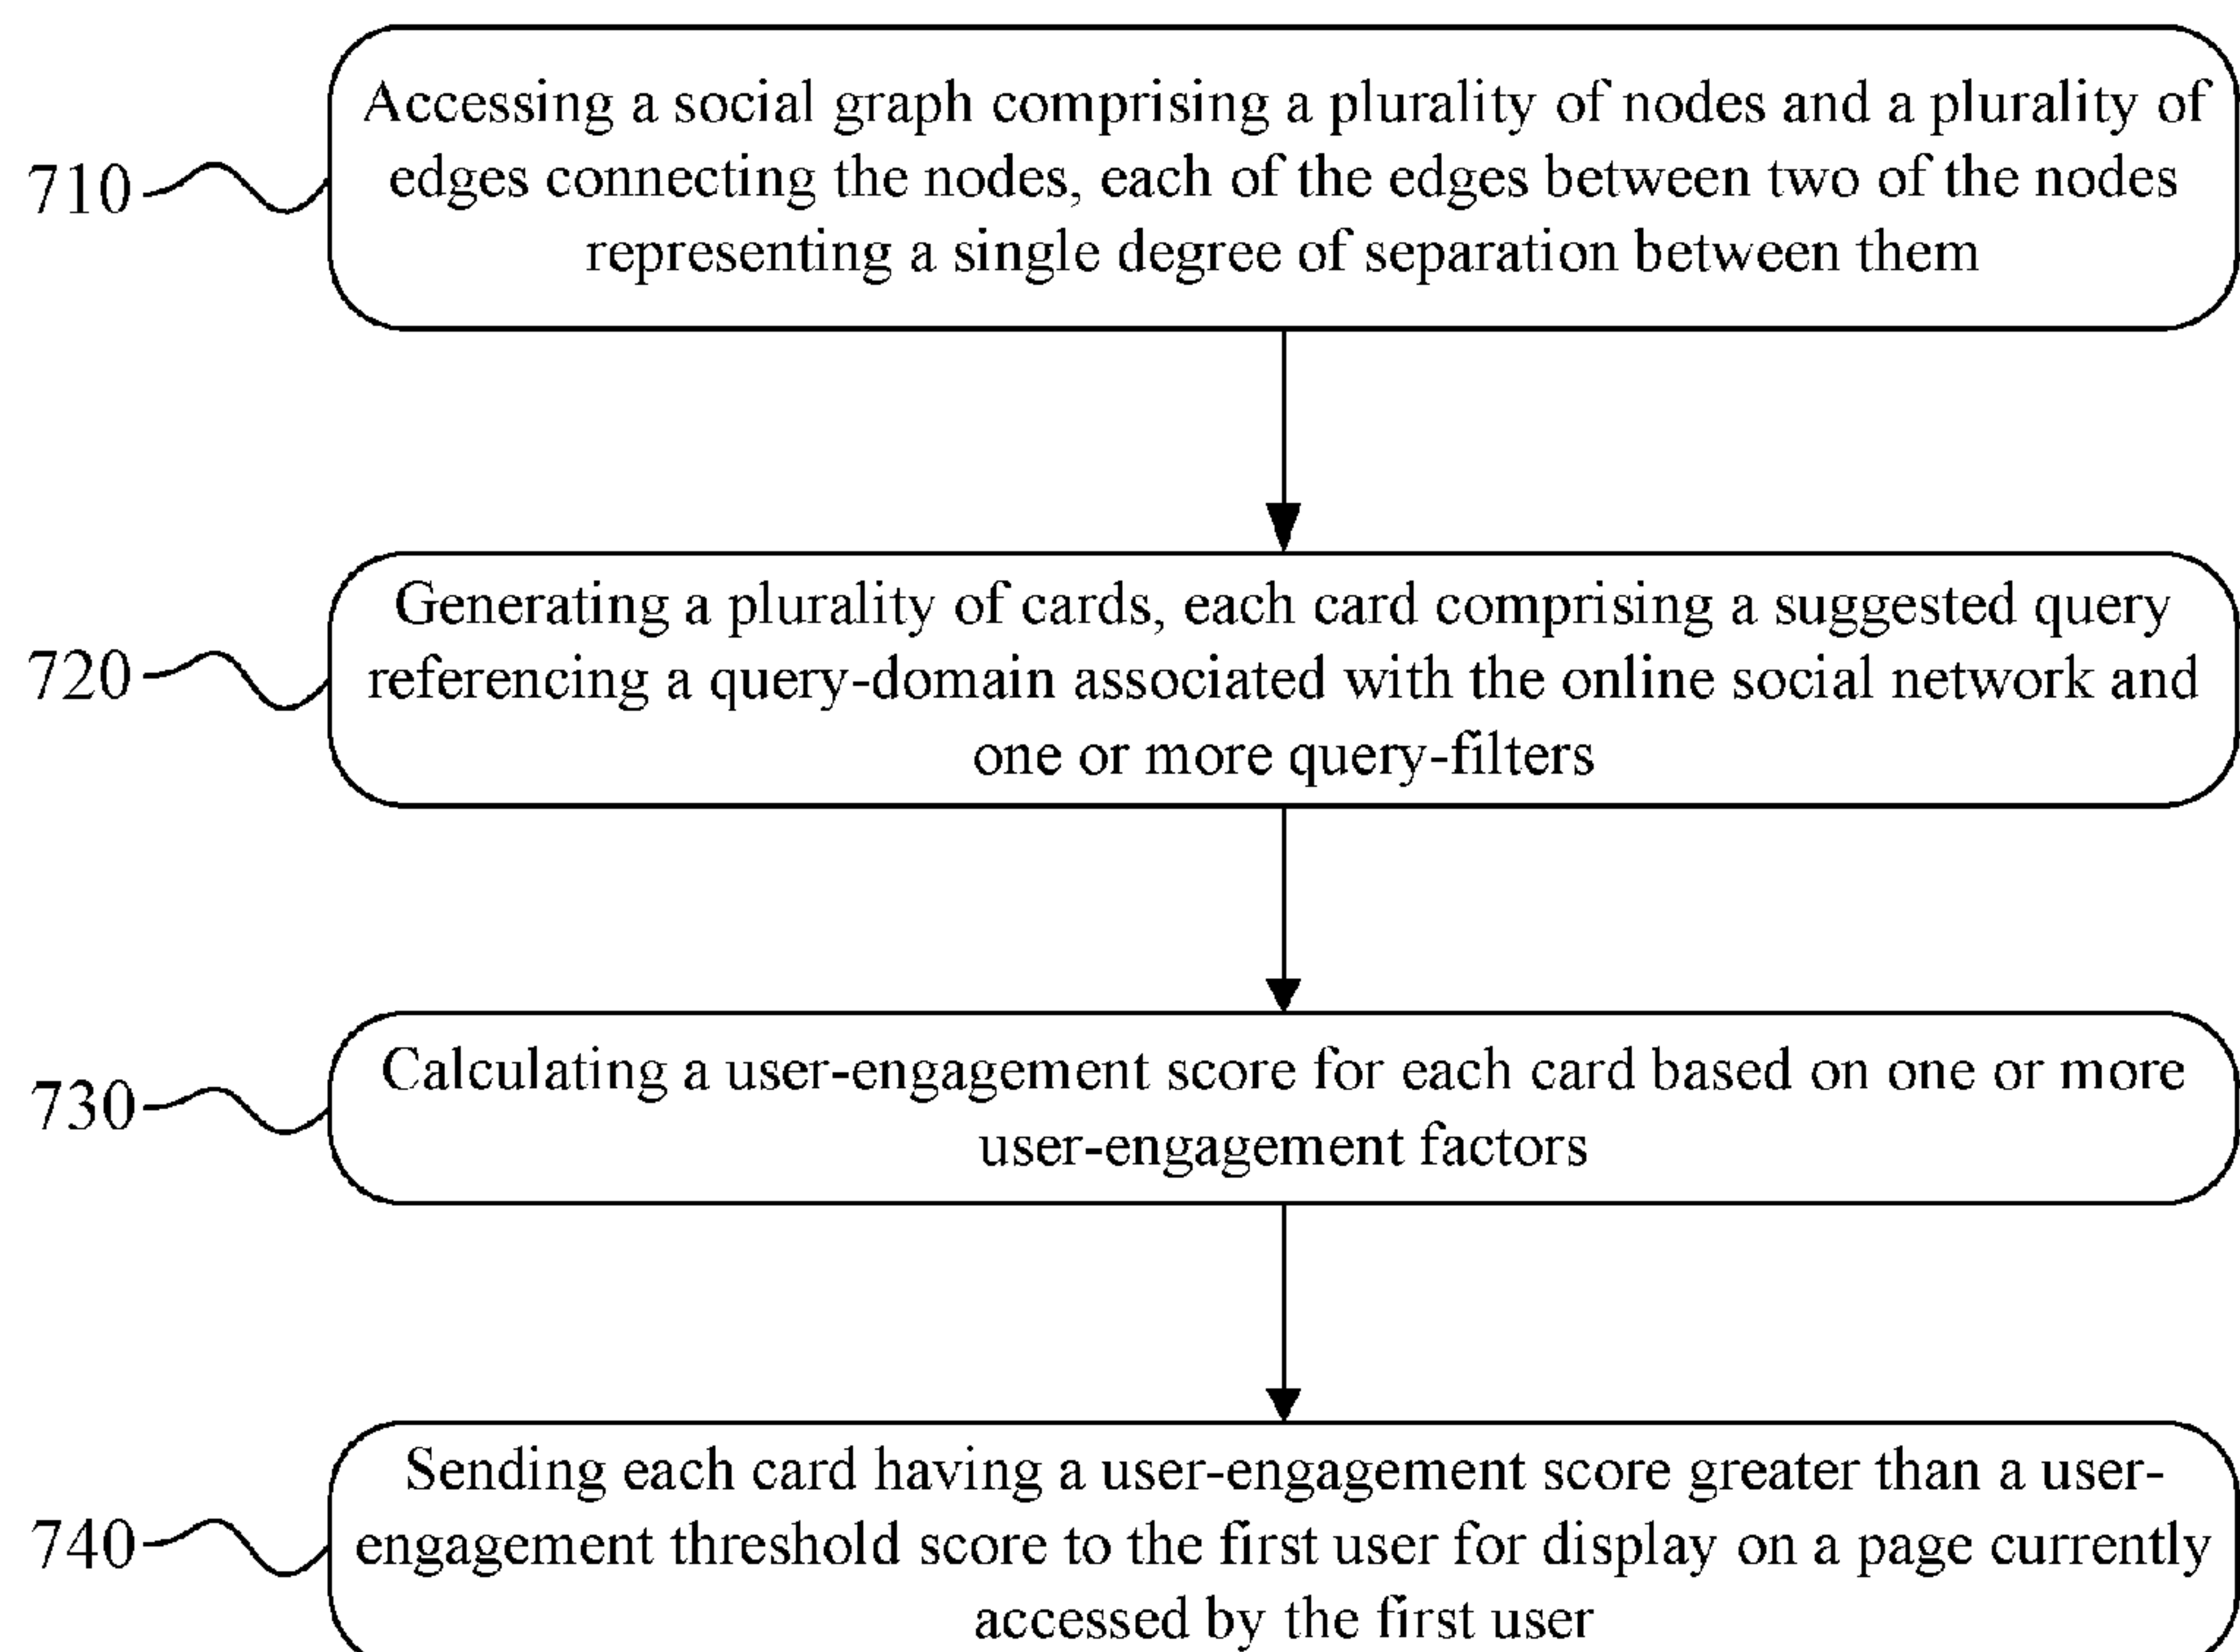 Accessing a social graph comprising a plurality of nodes and a plurality of
edges connecting the nodes, each of the edges between two of the nodes
representing a single degree of separation between them
710
Generating a plurality of cards, each card comprising a suggested query
referencing a query-domain associated with the online social network and
one or more query-filters
720
Calculating a user-engagement score for each card based on one or more
user-engagement factors
730
Sending each card having a user-engagement score greater than a user-
engagement threshold score to the first user for display on a page currently
accessed by the first user
740